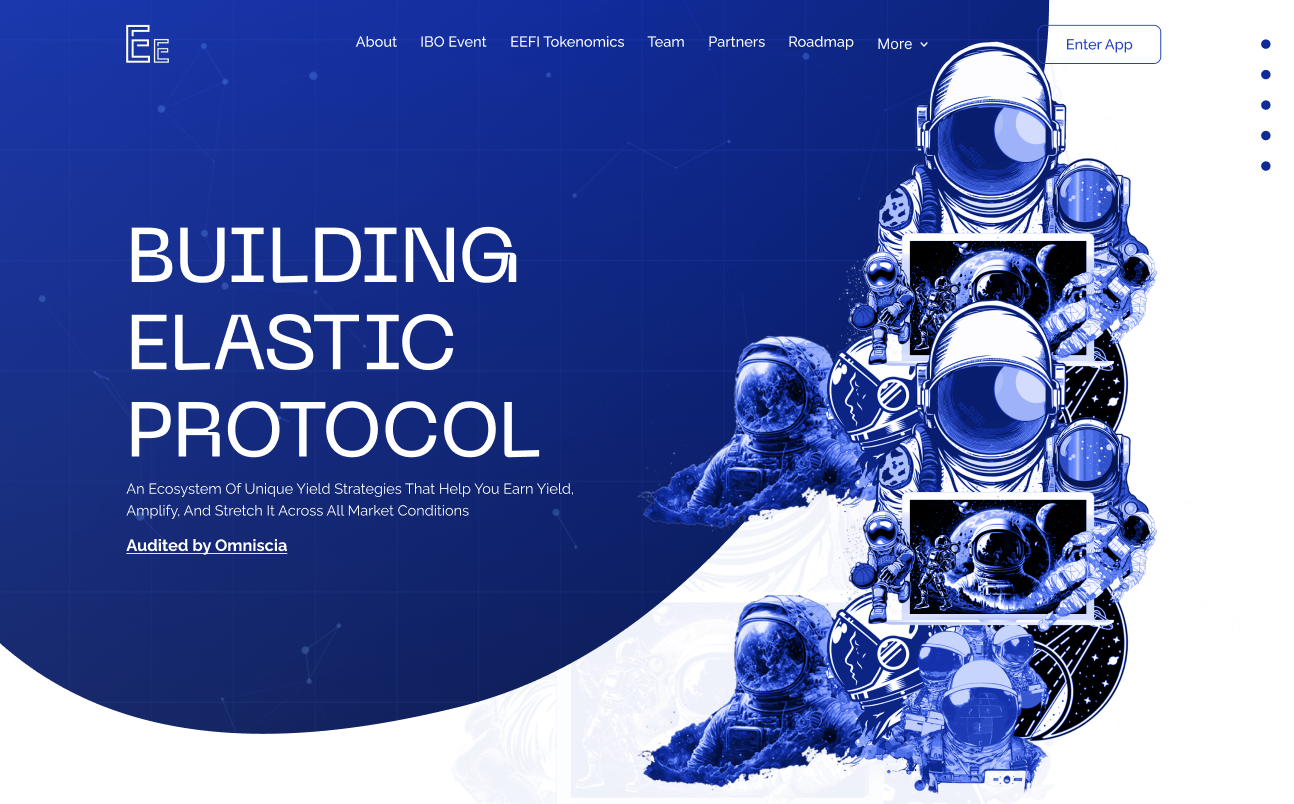 EE
About
IBO Event
EEFI Tokenomics
Team
Partners
Roadmap
More
Enter App
BUILDING
ELASTIC
PROTOCOL
An Ecosystem Of Unique Yield Strategies That Help You Earn Yield,
Amplify, And Stretch It Across All Market Conditions
Audited by Omniscia